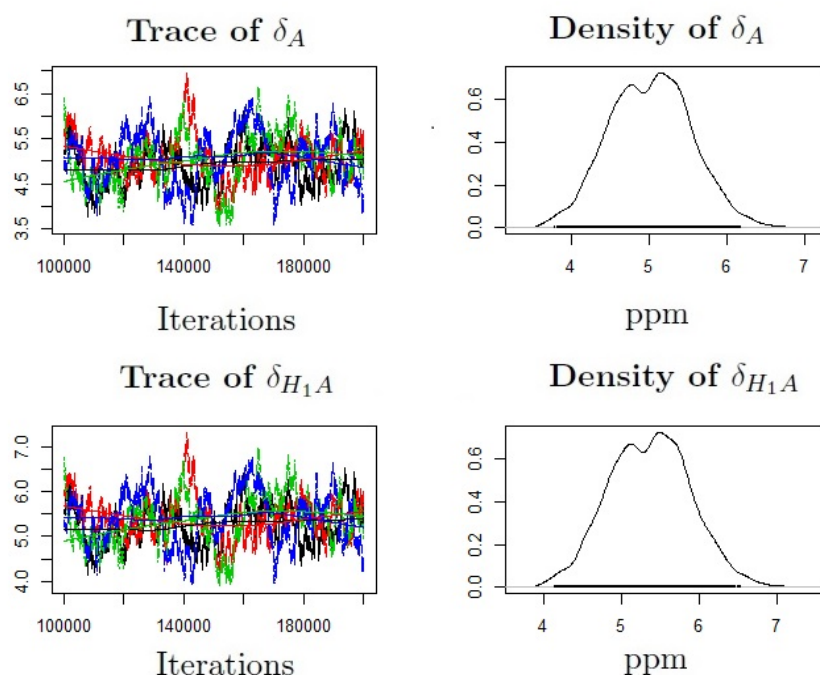 Trace of δ_A
Density of δ_A
6.5
5.5
4.5
3.5
100000 140000 180000
Iterations
0.6
0.4
0.2
0.0
4 5 6 7
ppm
Trace of δ_{H_1A}
Density of δ_{H_1A}
7.0
6.0
5.0
4.0
100000 140000 180000
Iterations
0.6
0.4
0.2
0.0
4 5 6 7
ppm